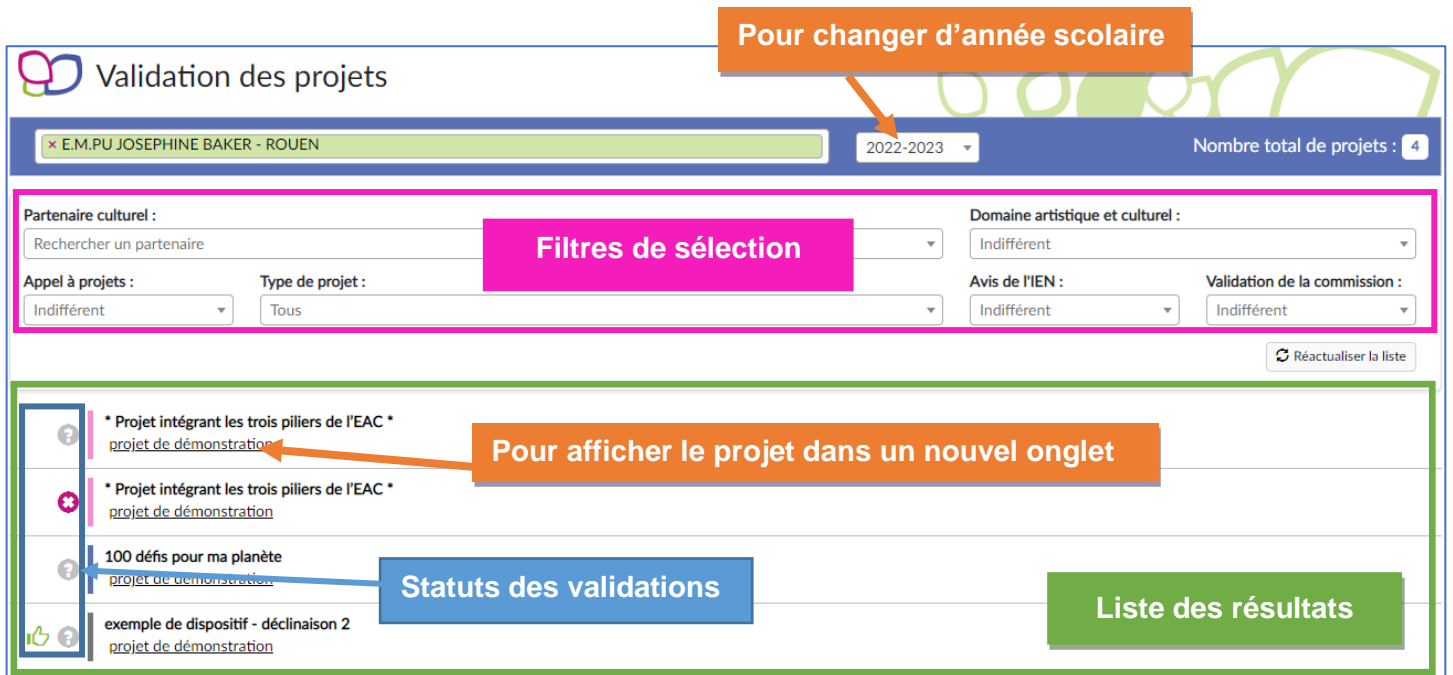 Pour changer d’année scolaire
Validation des projets
× E.M.PU JOSEPHINE BAKER - ROUEN
2022-2023
Nombre total de projets : 4
Partenaire culturel :
Domaine artistique et culturel :
Rechercher un partenaire
Filtres de sélection
Indifférent
Appel à projets :
Type de projet :
Avis de l'IEN :
Validation de la commission :
Indifférent
Tous
Indifférent
Indifférent
Réactualiser la liste
* Projet intégrant les trois piliers de l’EAC *
projet de démonstration
Pour afficher le projet dans un nouvel onglet
* Projet intégrant les trois piliers de l’EAC *
projet de démonstration
100 défis pour ma planète
projet de démonstration
Statuts des validations
Liste des résultats
exemple de dispositif - déclinaison 2
projet de démonstration